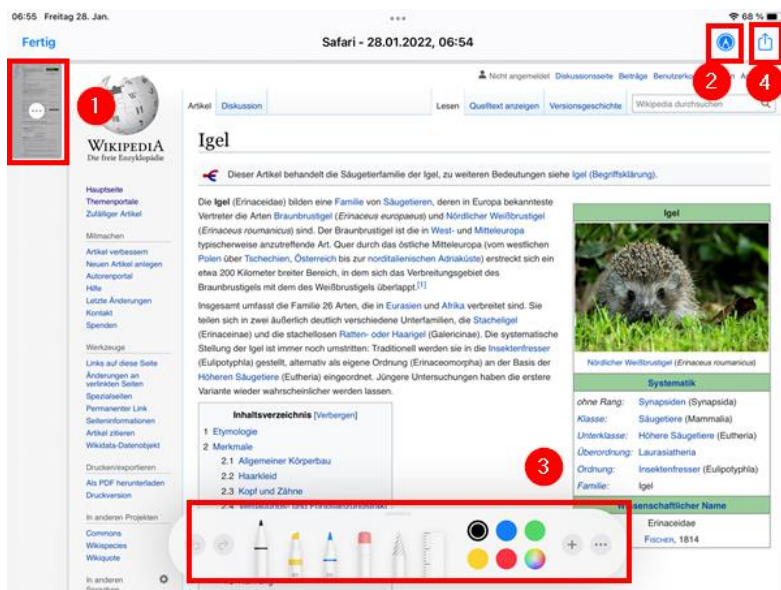 06:55 Freitag 28. Jan.
68 %
Fertig
Safari - 28.01.2022, 06:54
1
2
4
Nicht angemeldet Diskussionsseite Beiträge
Artikel Diskussion
Lesen Quelltext anzeigen Versionsgeschichte
Wikipedia durchsuchen
WIKIPEDIA
Die freie Enzyklopädie
Hauptseite
Themenportale
Zufälliger Artikel
Mitmachen
Artikel verbessern
Neuen Artikel anlegen
Autorenportal
Hilfe
Letzte Änderungen
Kontakt
Spenden
Werkzeuge
Links auf diese Seite
Änderungen an
verlinkten Seiten
Spezialseiten
Permanenter Link
Seiteninformationen
Artikel zitieren
Wikidata-Datenobjekt
Drucken/exportieren
Als PDF herunterladen
Druckversion
In anderen Projekten
Commons
Wikispecies
Wikiquote
In anderen
Sprachen
Igel
Dieser Artikel behandelt die Säugetierfamilie der Igel, zu weiteren Bedeutungen siehe Igel (Begriffsklärung).
Die Igel (Erinaceidae) bilden eine Familie von Säugetieren, deren in Europa bekannteste
Vertreter die Arten Braunbrustigel (Erinaceus europaeus) und Nördlicher Weißbrustigel
(Erinaceus roumanicus) sind. Der Braunbrustigel ist die in West- und Mitteleuropa
typischerweise anzutreffende Art. Quer durch das östliche Mitteleuropa (vom westlichen
Polen über Tschechien, Österreich bis zur norditalienischen Adriaküste) erstreckt sich ein
etwa 200 Kilometer breiter Bereich, in dem sich das Verbreitungsgebiet des
Braunbrustigels mit dem des Weißbrustigels überlappt.[1]
Insgesamt umfasst die Familie 26 Arten, die in Eurasien und Afrika verbreitet sind. Sie
teilen sich in zwei äußerlich deutlich verschiedene Unterfamilien, die Stacheligel
(Erinaceinae) und die stachellosen Ratten- oder Haarigel (Galericinae). Die systematische
Stellung der Igel ist immer noch umstritten: Traditionell werden sie in die Insektenfresser
(Eulipotyphla) gestellt, alternativ als eigene Ordnung (Erinaceomorpha) an der Basis der
Höheren Säugetiere (Eutheria) eingeordnet. Jüngere Untersuchungen haben die erstere
Variante wieder wahrscheinlicher werden lassen.
Inhaltsverzeichnis [Verbergen]
1 Etymologie
2 Merkmale
2.1 Allgemeiner Körperbau
2.2 Haarkleid
2.3 Kopf und Zähne
3
Igel
Nördlicher Weißbrustigel (Erinaceus roumanicus)
Systematik
ohne Rang: Synapsiden (Synapsida)
Klasse: Säugetiere (Mammalia)
Unterklasse: Höhere Säugetiere (Eutheria)
Überordnung: Laurasiatheria
Ordnung: Insektenfresser (Eulipotyphla)
Familie: Igel
Wissenschaftlicher Name
Erinaceidae
FISCHER, 1814